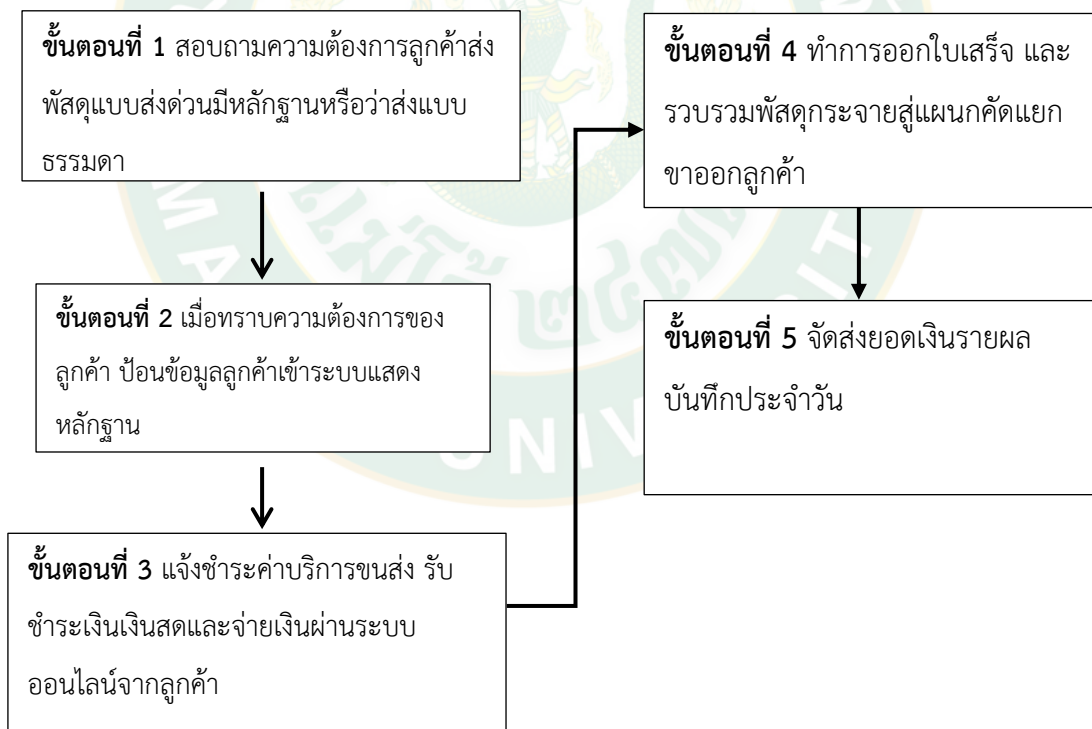 ขั้นตอนที่ 1 สอบถามความต้องการลูกค้าส่ง
พัสดุแบบส่งด่วนมีหลักฐานหรือว่าส่งแบบ
ธรรมดา
ขั้นตอนที่ 2 เมื่อทราบความต้องการของ
ลูกค้า ป้อนข้อมูลลูกค้าเข้าระบบแสดง
หลักฐาน
ขั้นตอนที่ 3 แจ้งชำระค่าบริการขนส่ง รับ
ชำระเงินเงินสดและจ่ายเงินผ่านระบบ
ออนไลน์จากลูกค้า
ขั้นตอนที่ 4 ทำการออกใบเสร็จ และ
รวบรวมพัสดุกระจายสู่แผนกคัดแยก
ขาออกลูกค้า
ขั้นตอนที่ 5 จัดส่งยอดเงินรายผล
บันทึกประจำวัน